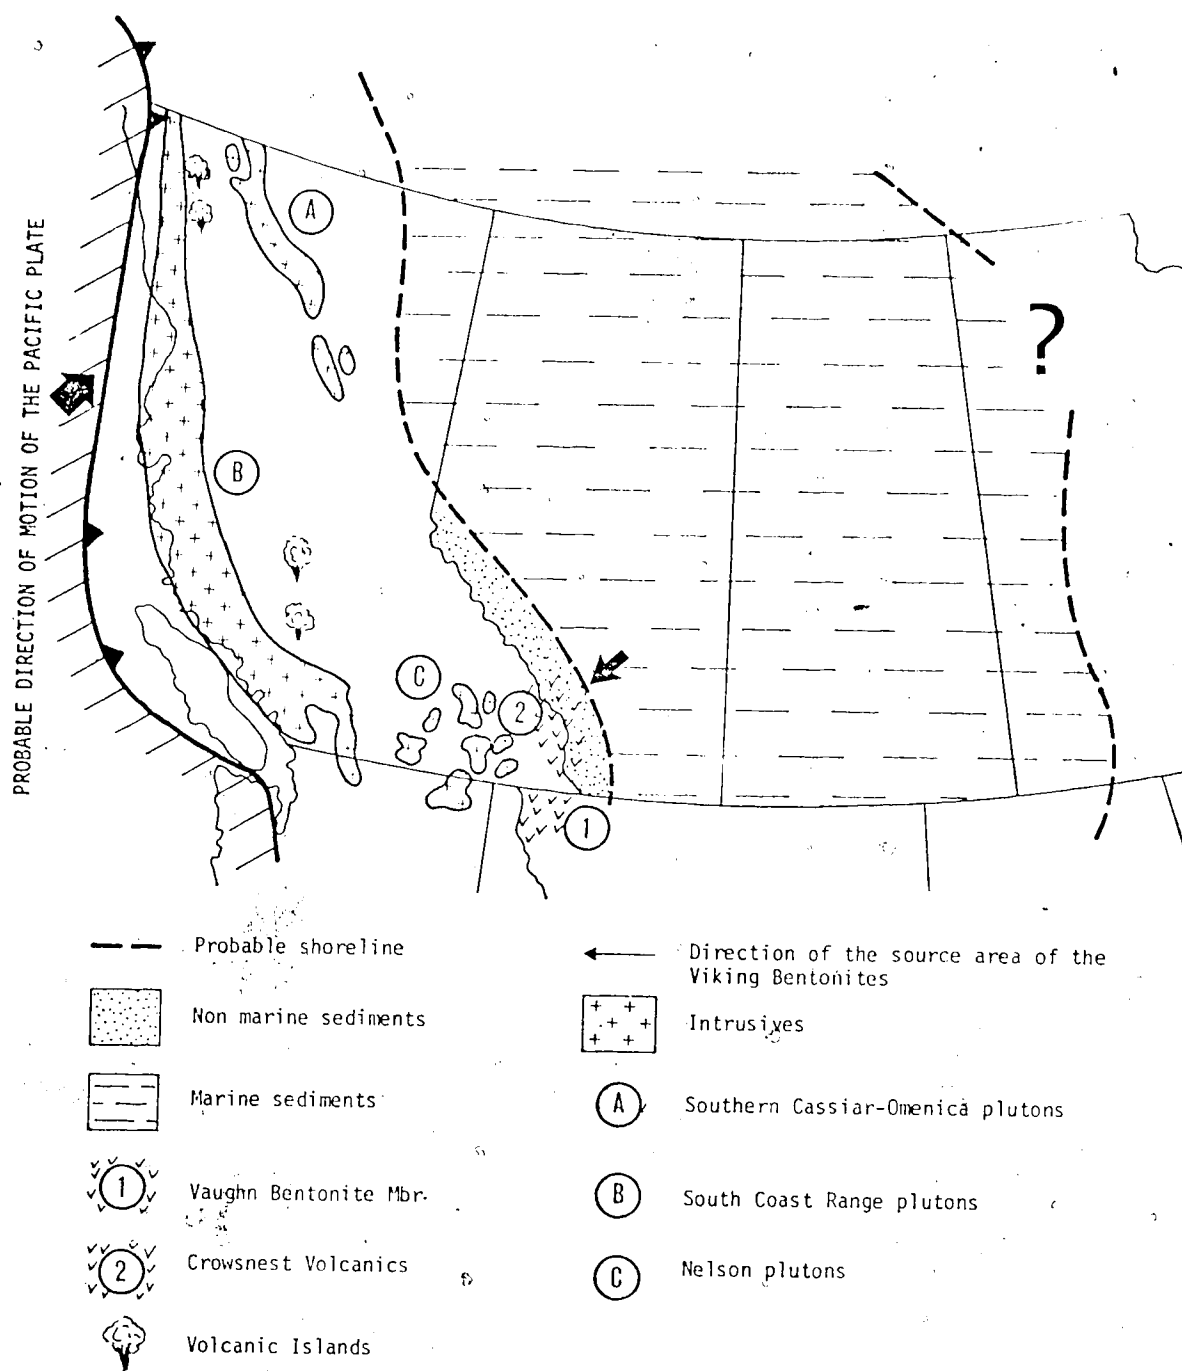 PROBABLE DIRECTION OF MOTION OF THE PACIFIC PLATE
A
?
B
C
2
1
Probable shoreline
Direction of the source area of the
Viking Bentonites
Non marine sediments
Intrusives
Marine sediments
A
Southern Cassiar-Omenica plutons
1
Vaughn Bentonite Mbr.
B
South Coast Range plutons
2
Crowsnest Volcanics
C
Nelson plutons
Volcanic Islands